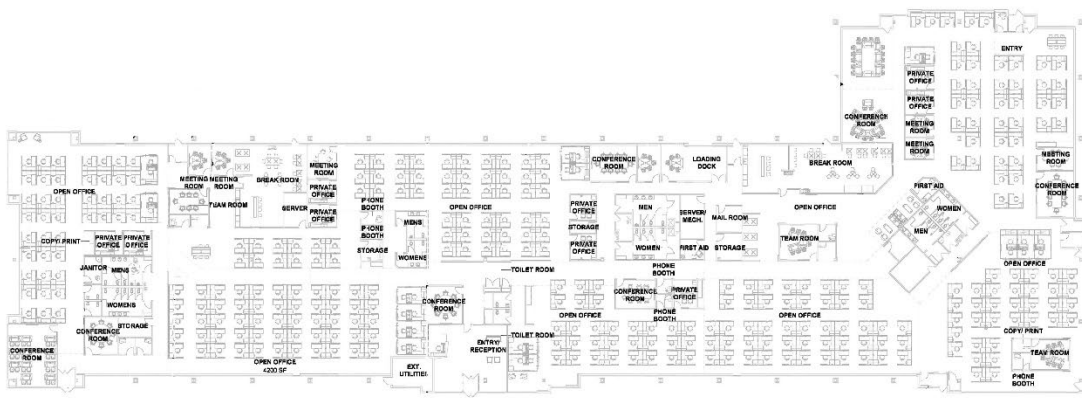 ENTRY
PRIVATE
OFFICE
PRIVATE
OFFICE
CONFERENCE
ROOM
MEETING
ROOM
MEETING
ROOM
MEETING
ROOM
CONFERENCE
ROOM
MEETING
ROOM
MEETING
ROOM
BREAK ROOM
MEETING
ROOM
CONFERENCE
ROOM
LOADING
DOCK
BREAK ROOM
OPEN OFFICE
PRIVATE
OFFICE
FIRST AID
TEAM ROOM
SERVER
PRIVATE
OFFICE
PHONE
BOOTH
OPEN OFFICE
PRIVATE
OFFICE
MEN
SERVER/
MECH.
MAIL ROOM
OPEN OFFICE
WOMEN
MEN
PHONE
BOOTH
MENS
STORAGE
TEAM ROOM
COPY/ PRINT
PRIVATE
OFFICE
PRIVATE
OFFICE
STORAGE
WOMENS
PRIVATE
OFFICE
WOMEN
FIRST AID
STORAGE
JANITOR
MENS
TOILET ROOM
PHONE
BOOTH
OPEN OFFICE
WOMENS
CONFERENCE
ROOM
CONFERENCE
ROOM
PRIVATE
OFFICE
STORAGE
CONFERENCE
ROOM
OPEN OFFICE
PHONE
BOOTH
OPEN OFFICE
TOILET ROOM
COPY/ PRINT
CONFERENCE
ROOM
ENTRY/
RECEPTION
TEAM ROOM
OPEN OFFICE
4200 SF
EXT.
UTILITIES
PHONE
BOOTH